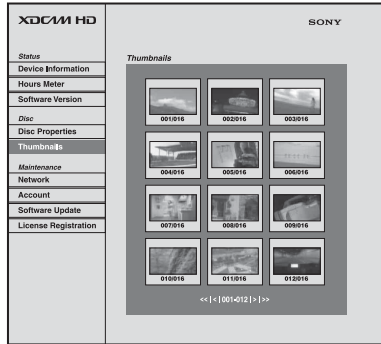 XDCAM HD
SONY
Status
Device Information
Hours Meter
Software Version
Disc
Disc Properties
Thumbnails
Maintenance
Network
Account
Software Update
License Registration
Thumbnails
001/016
002/016
003/016
004/016
005/016
006/016
007/016
008/016
009/016
010/016
011/016
012/016
<< | < | 001-012 | > | >>